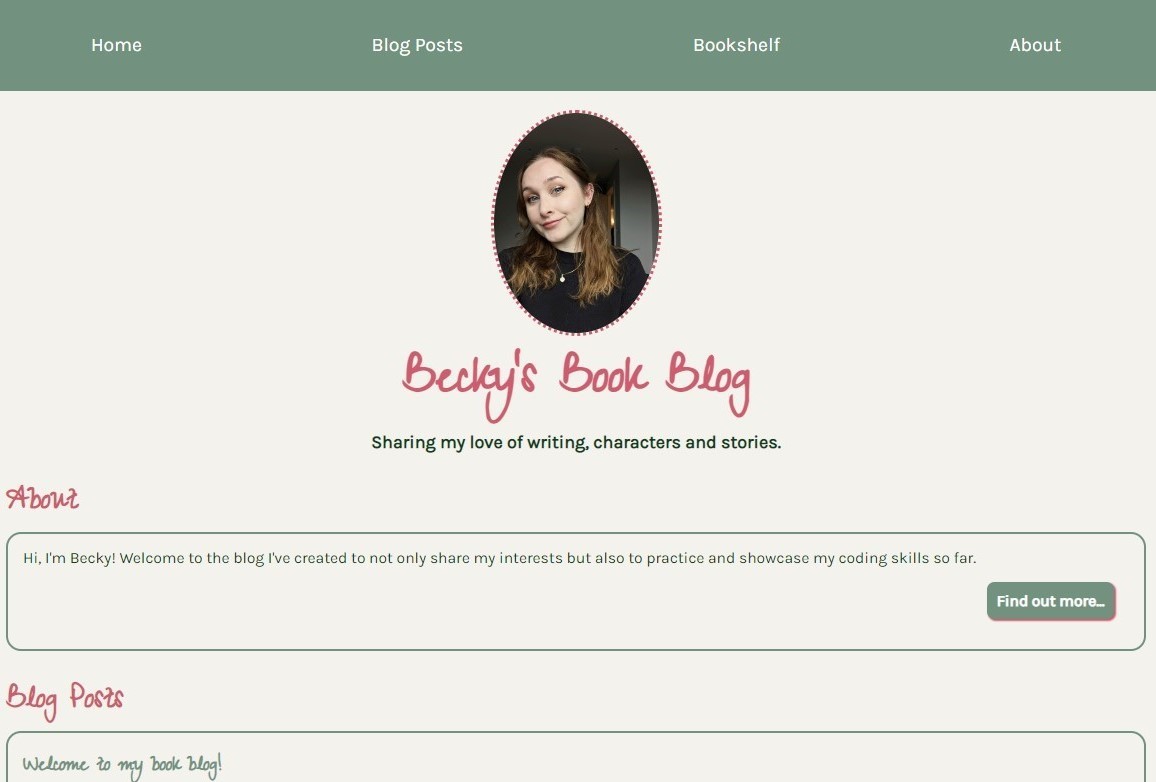 Home Blog Posts Bookshelf About
Becky's Book Blog
Sharing my love of writing, characters and stories.
About
Hi, I'm Becky! Welcome to the blog I've created to not only share my interests but also to practice and showcase my coding skills so far.
Find out more...
Blog Posts
Welcome to my book blog!